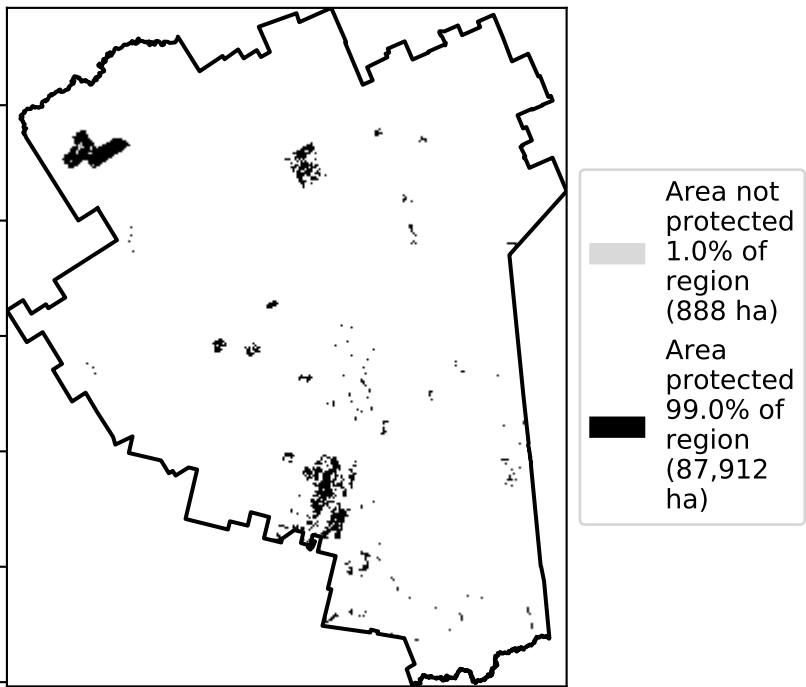 Area not
protected
1.0% of
region
(888 ha)
Area
protected
99.0% of
region
(87,912
ha)